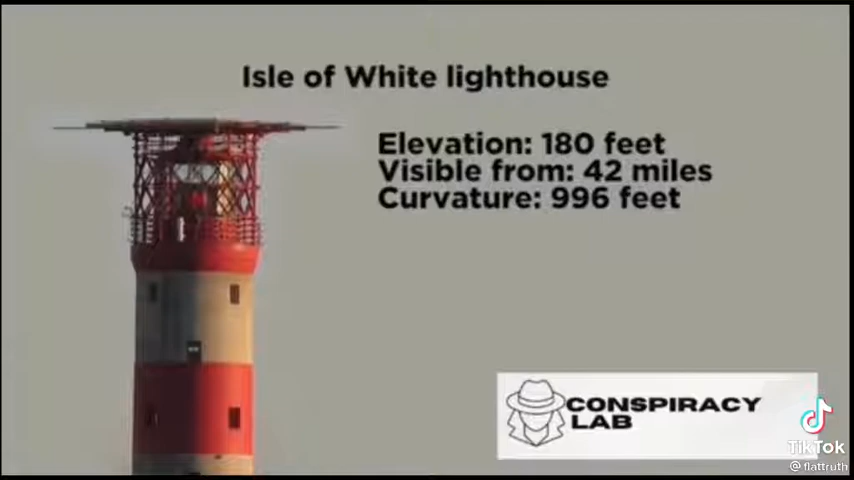 Isle of White lighthouse
Elevation: 180 feet
Visible from: 42 miles
Curvature: 996 feet
CONSPIRACY
LAB
TikTok
@flattruth